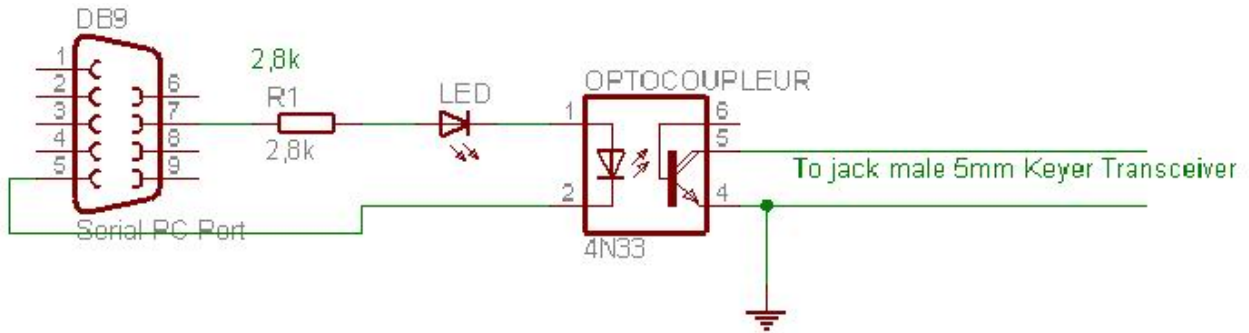 DB9
1
2
3
4
5
6
7
8
9
Serial PC Port
2,8k
R1
2,8k
LED
OPTOCOUPLEUR
1
2
6
5
4
4N33
To jack male 5mm Keyer Transceiver